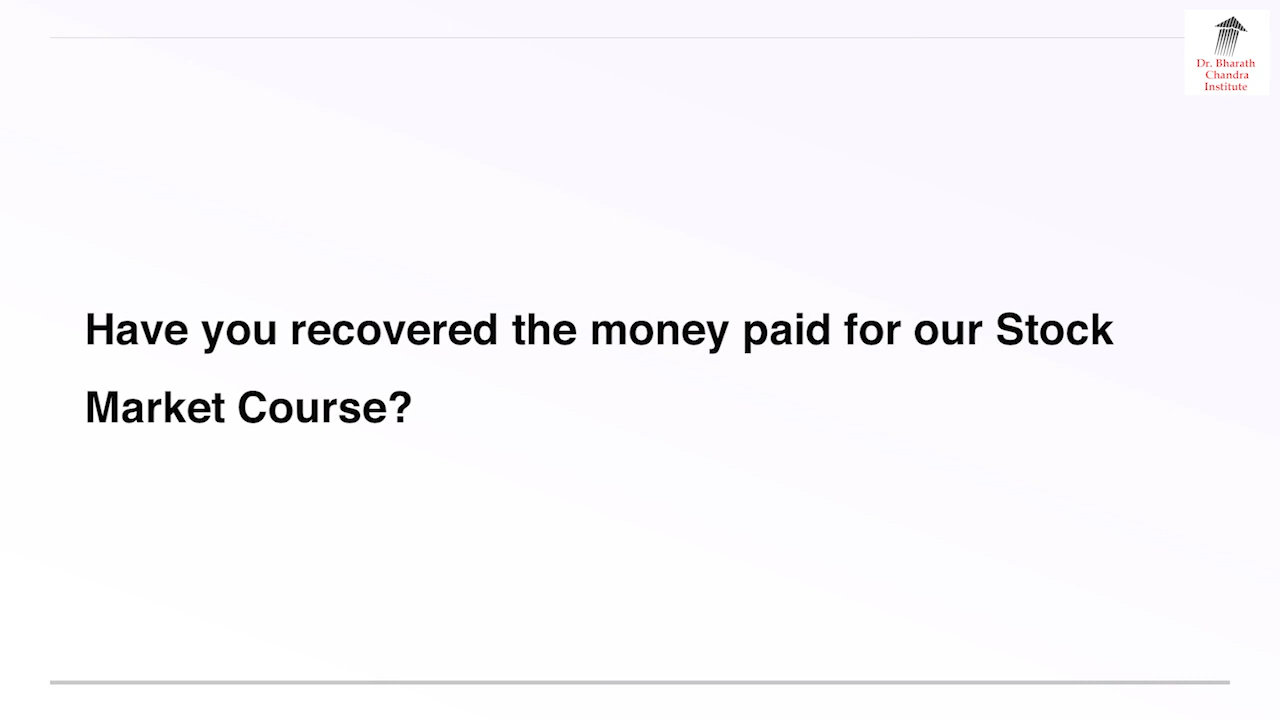 Dr. Bharath
Chandra
Institute
Have you recovered the money paid for our Stock
Market Course?